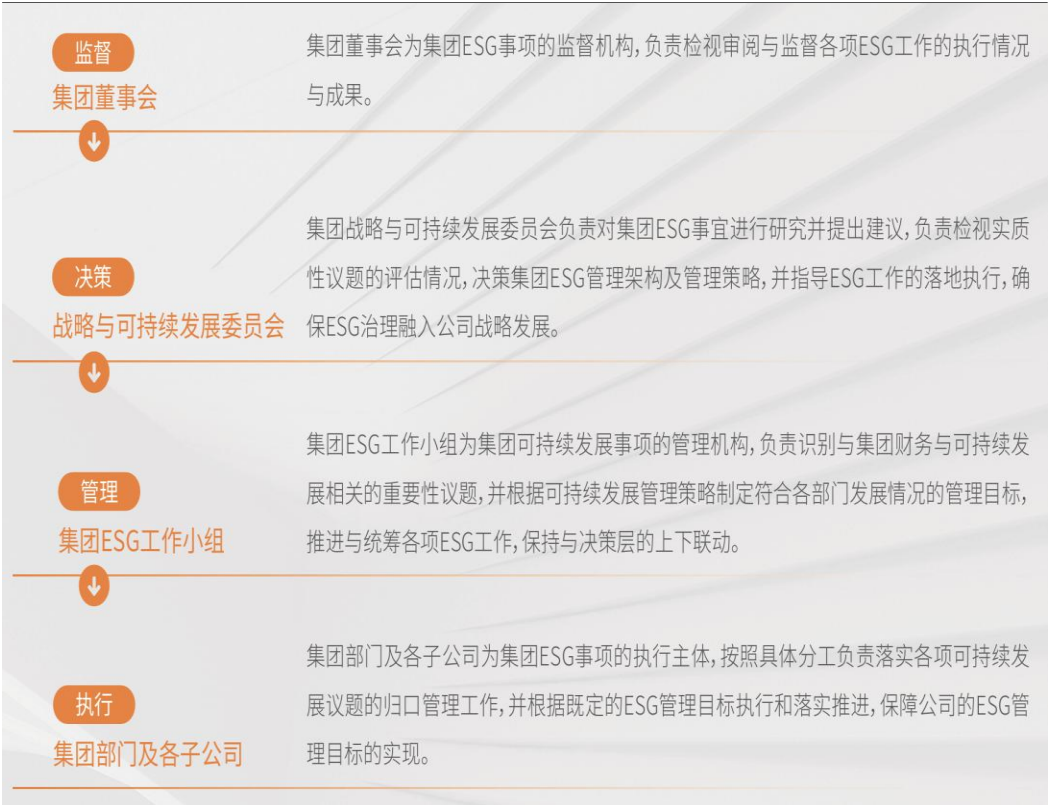 监督
集团董事会
集团董事会为集团ESG事项的监督机构,负责检视审阅与监督各项ESG工作的执行情况
与成果。
决策
战略与可持续发展委员会
集团战略与可持续发展委员会负责对集团ESG事宜进行研究并提出建议,负责检视实质
性议题的评估情况,决策集团ESG管理架构及管理策略,并指导ESG工作的落地执行,确
保ESG治理融入公司战略发展。
管理
集团ESG工作小组
集团ESG工作小组为集团可持续发展事项的管理机构,负责识别与集团财务与可持续发
展相关的重要性议题,并根据可持续发展管理策略制定符合各部门发展情况的管理目标,
推进与统筹各项ESG工作,保持与决策层的上下联动。
执行
集团部门及各子公司
集团部门及各子公司为集团ESG事项的执行主体,按照具体分工负责落实各项可持续发
展议题的归口管理工作,并根据既定的ESG管理目标执行和落实推进,保障公司的ESG管
理目标的实现。